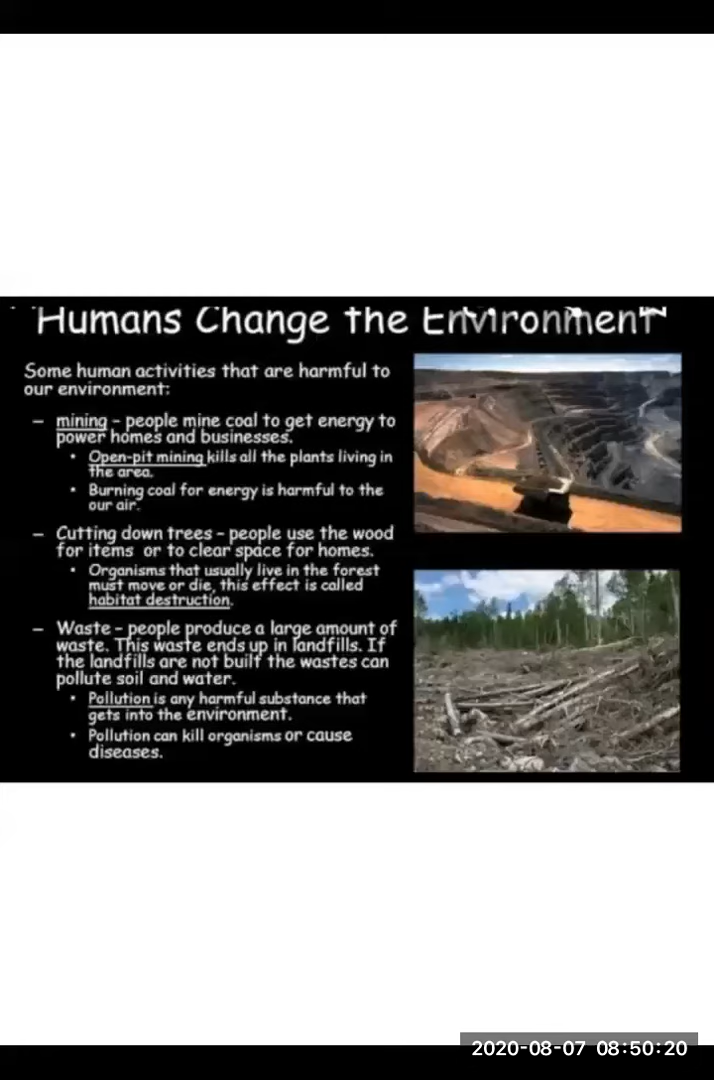 Humans Change the Environment
Some human activities that are harmful to
our environment:
– mining – people mine coal to get energy to
power homes and businesses.
• Open-pit mining kills all the plants living in
the area.
• Burning coal for energy is harmful to the
our air.
– Cutting down trees – people use the wood
for items or to clear space for homes.
• Organisms that usually live in the forest
must move or die, this effect is called
habitat destruction.
– Waste – people produce a large amount of
waste. This waste ends up in landfills. If
the landfills are not built the wastes can
pollute soil and water.
• Pollution is any harmful substance that
gets into the environment.
• Pollution can kill organisms or cause
diseases.
2020-08-07 08:50:20